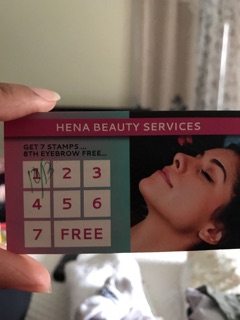 HENA BEAUTY SERVICES
GET 7 STAMPS ...
8TH EYEBROW FREE...
1 2 3
4 5 6
7 FREE